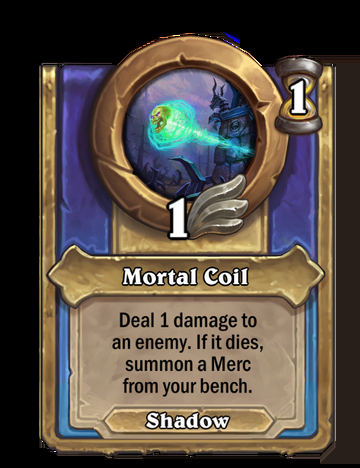 1
1
Mortal Coil
Deal 1 damage to
an enemy. If it dies,
summon a Merc
from your bench.
Shadow